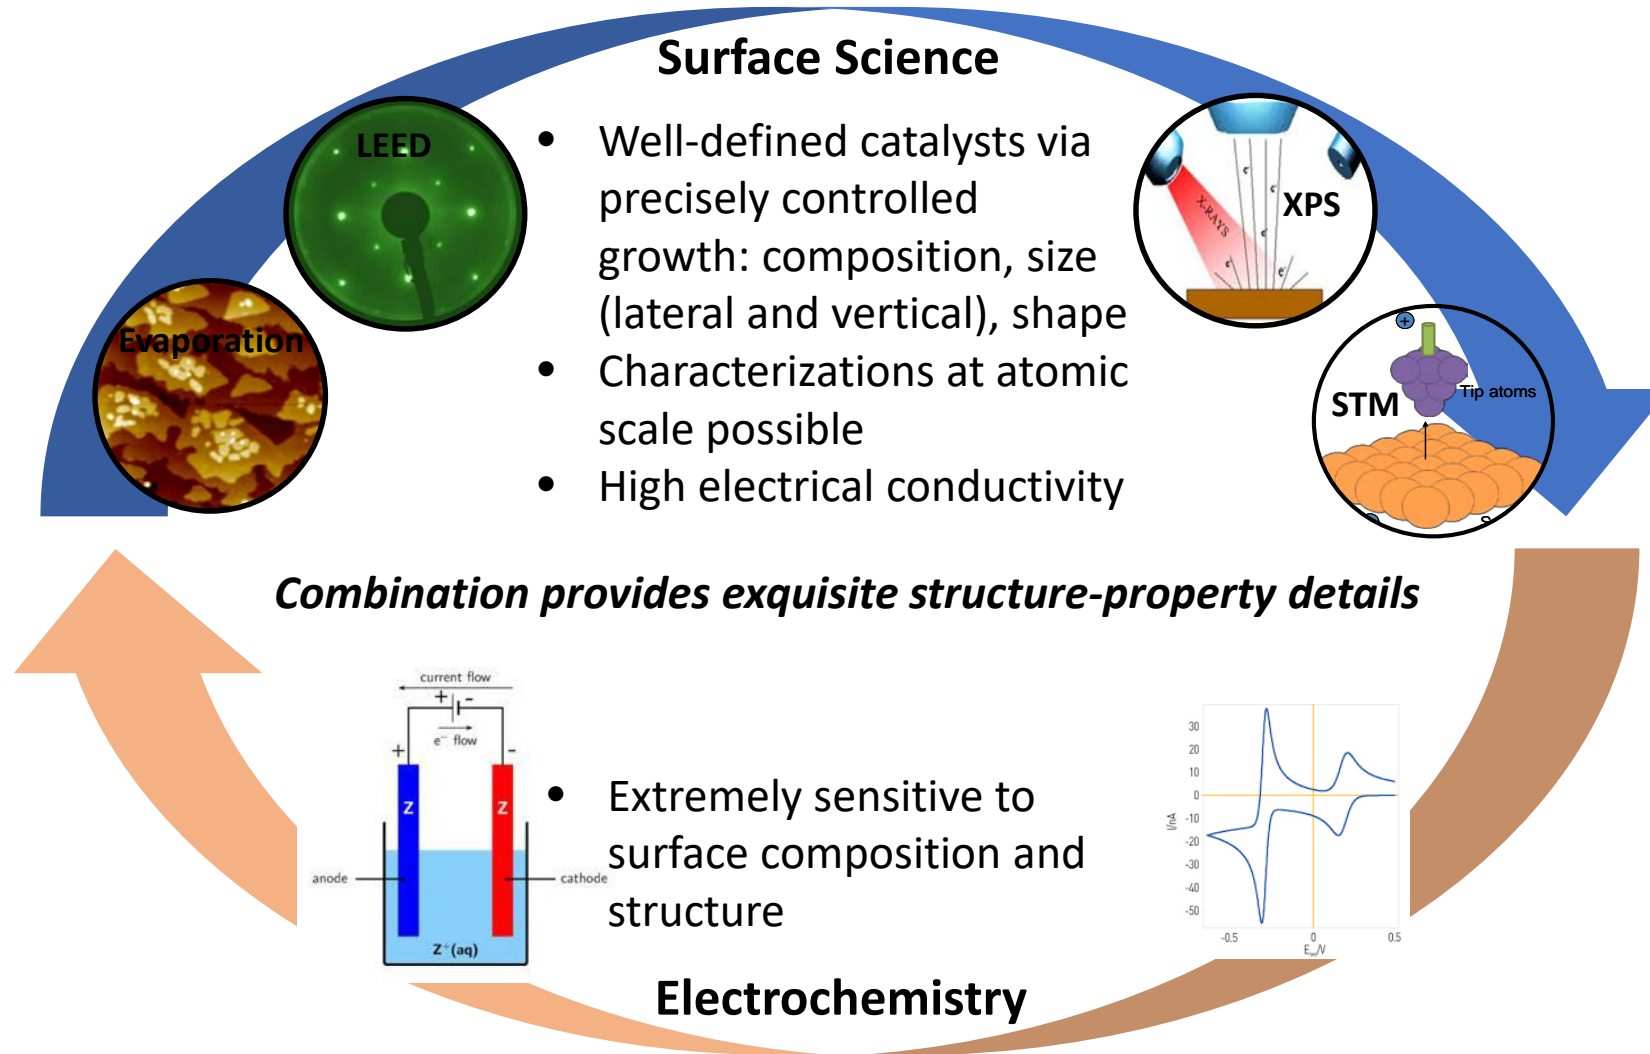 Surface Science
LEED
• Well-defined catalysts via
precisely controlled
growth: composition, size
(lateral and vertical), shape
• Characterizations at atomic
scale possible
• High electrical conductivity
Evaporation
X-RAYS
XPS
e
e
e
e
e
+
STM
Tip atoms
Combination provides exquisite structure-property details
current flow
+ -
e⁻ flow
+ -
Z Z
anode
cathode
Z⁺(aq)
• Extremely sensitive to
surface composition and
structure
30
20
10
0
-10
-20
-30
-40
-50
I/nA
-0.5 0 0.5
Electrochemistry